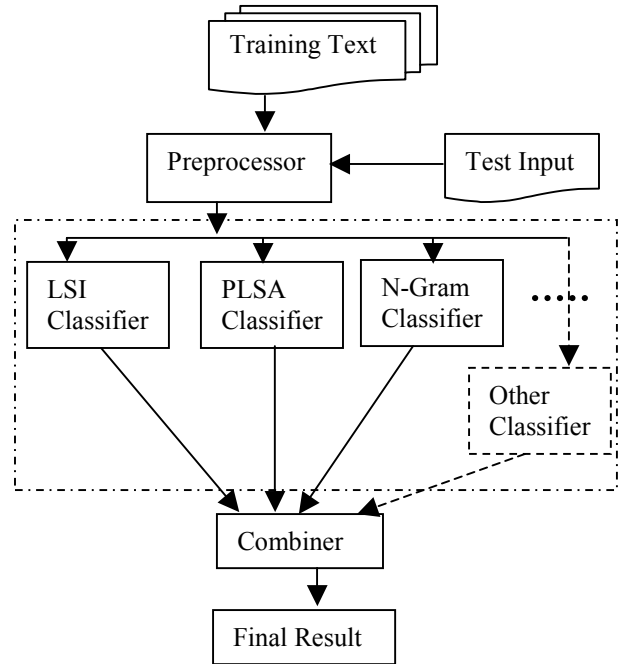 Training Text
Preprocessor
Test Input
LSI
Classifier
PLSA
Classifier
N-Gram
Classifier
Other
Classifier
Combiner
Final Result